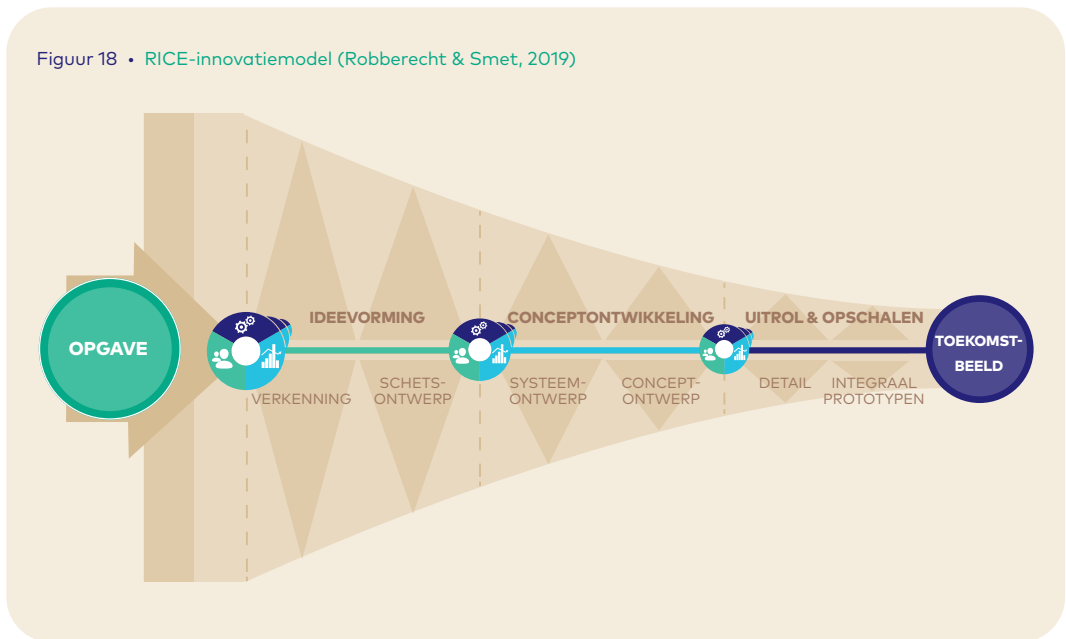 Figuur 18 • RICE-innovatiemodel (Robberecht & Smet, 2019)
OPGAVE
IDEEVORMING
CONCEPTONTWIKKELING
UITROL & OPSCHALEN
VERKENNING
SCHETS-
ONTWERP
SYSTEEM-
ONTWERP
CONCEPT-
ONTWERP
DETAIL
INTEGRAAL
PROTOTYPEN
TOEKOMST-
BEELD